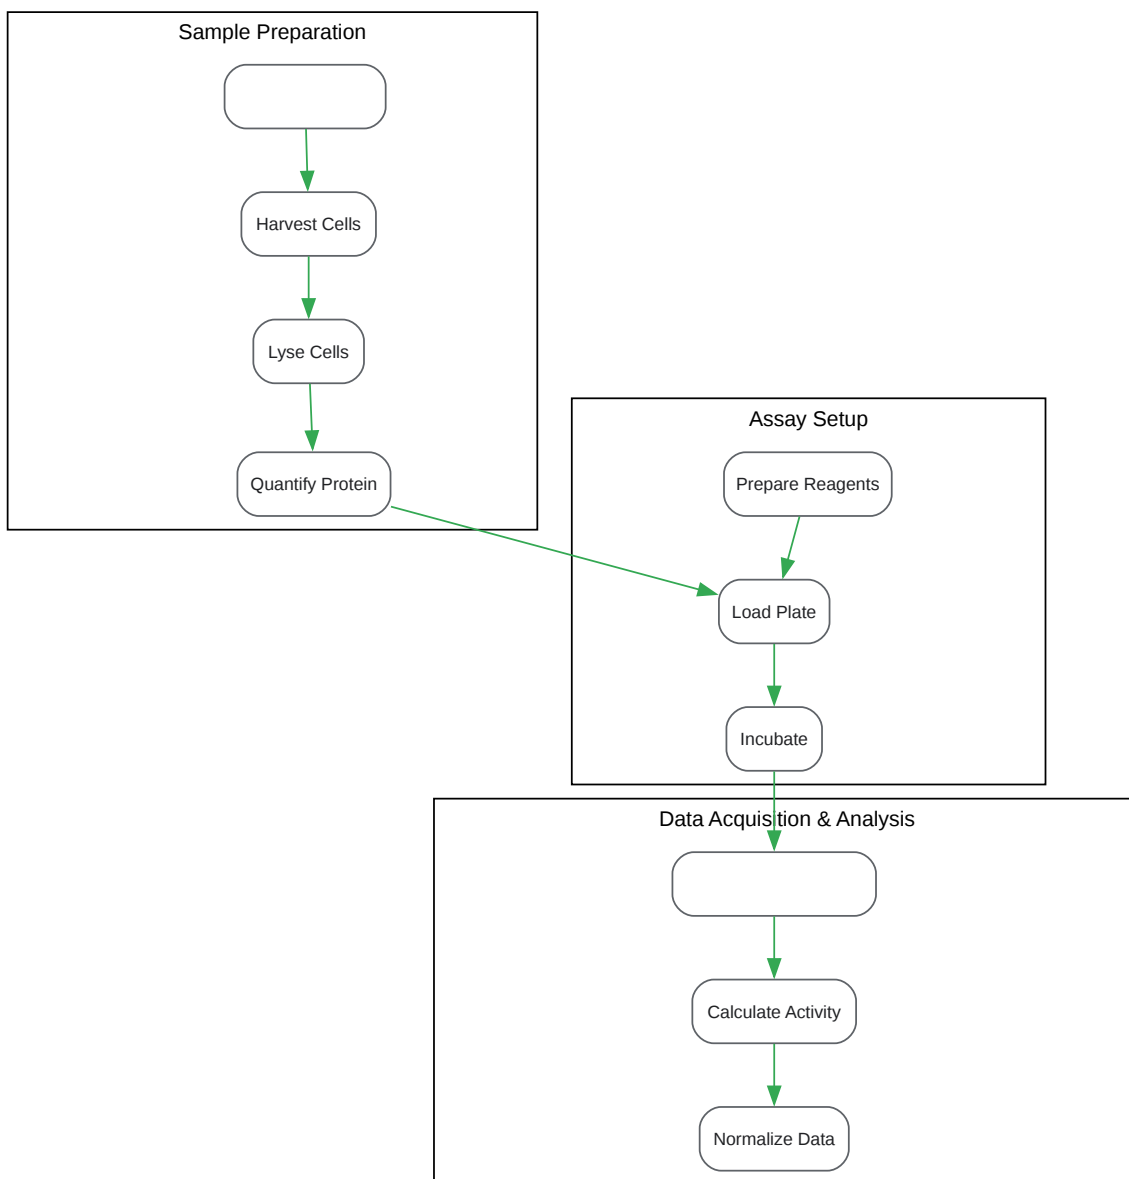 Sample Preparation
Harvest Cells
Lyse Cells
Quantify Protein
Assay Setup
Prepare Reagents
Load Plate
Incubate
Data Acquisition & Analysis
Calculate Activity
Normalize Data